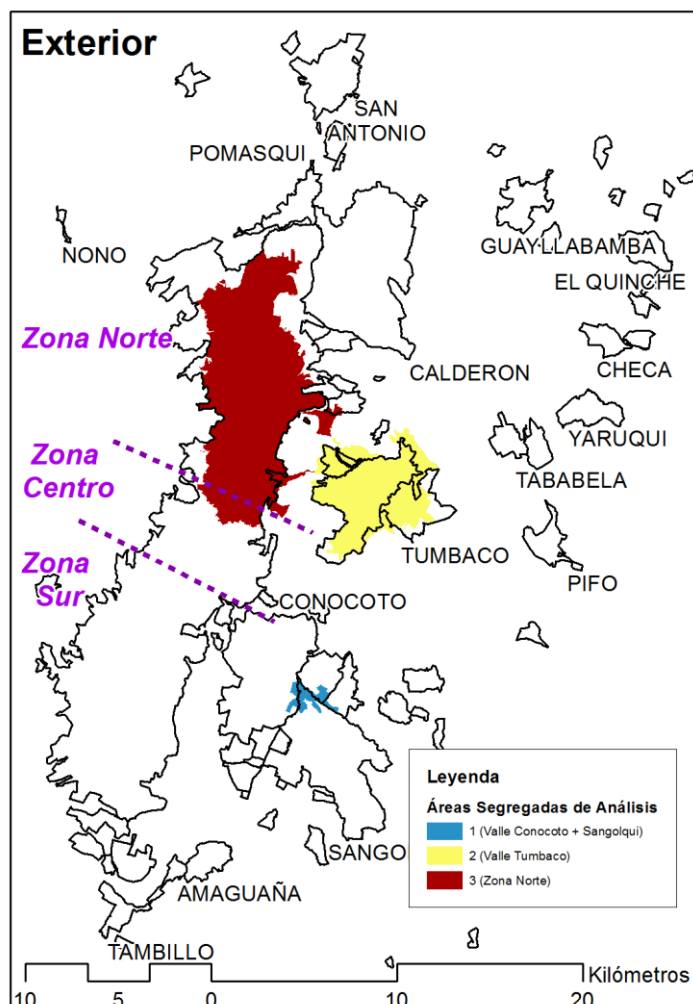 Exterior
SAN
ANTONIO
POMASQUI
NONO
GUAYLLABAMBA
EL QUINCHE
Zona Norte
CHECA
CALDERON
YARUQUI
Zona
Centro
TABABELA
TUMBACO
Zona
Sur
PIFO
CONOCOTO
Leyenda
Áreas Segregadas de Análisis
1 (Valle Conocoto + Sangolqui)
2 (Valle Tumbaco)
3 (Zona Norte)
SANGO
AMAGUAÑA
TAMBILLO
Kilómetros
10 5 0 10 20